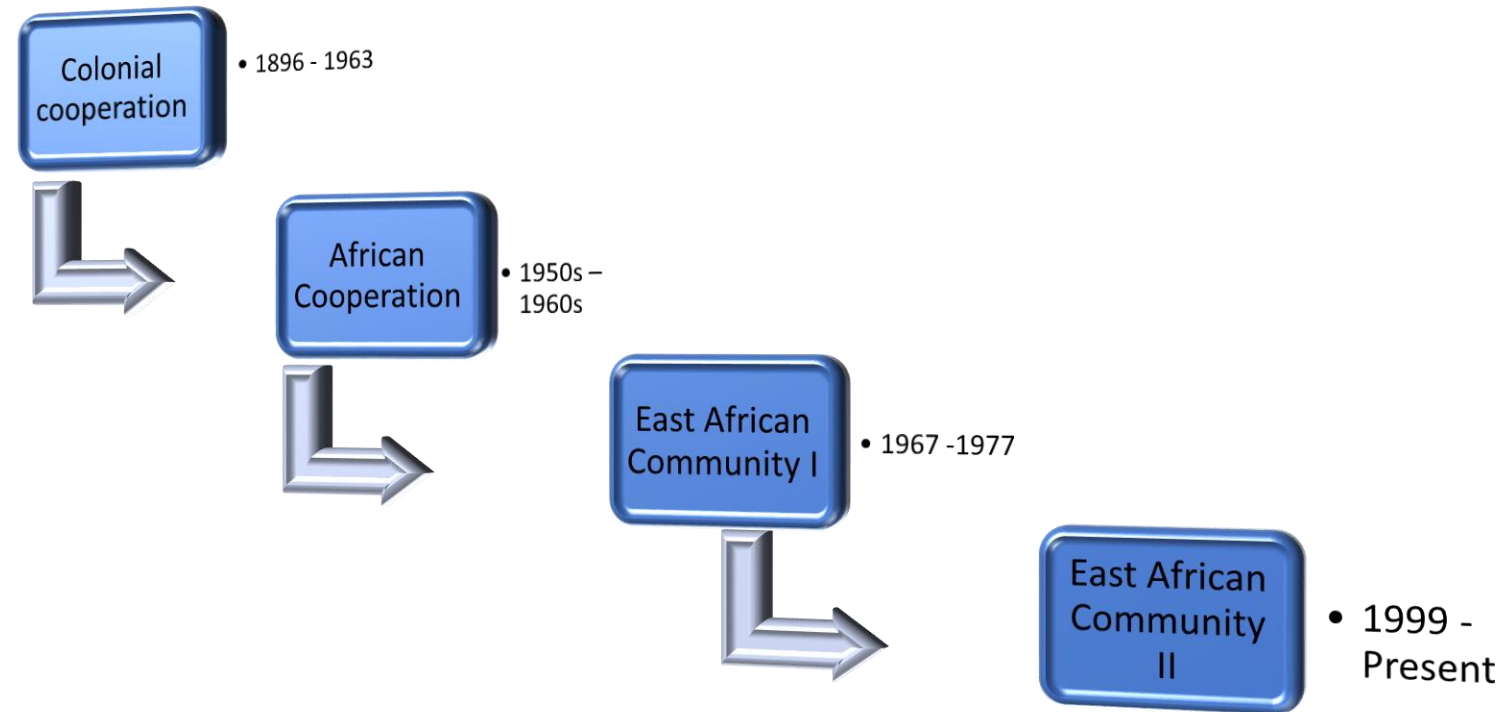 Colonial
cooperation
• 1896 - 1963
African
Cooperation
• 1950s –
1960s
East African
Community I
• 1967 -1977
East African
Community
II
• 1999 -
Present